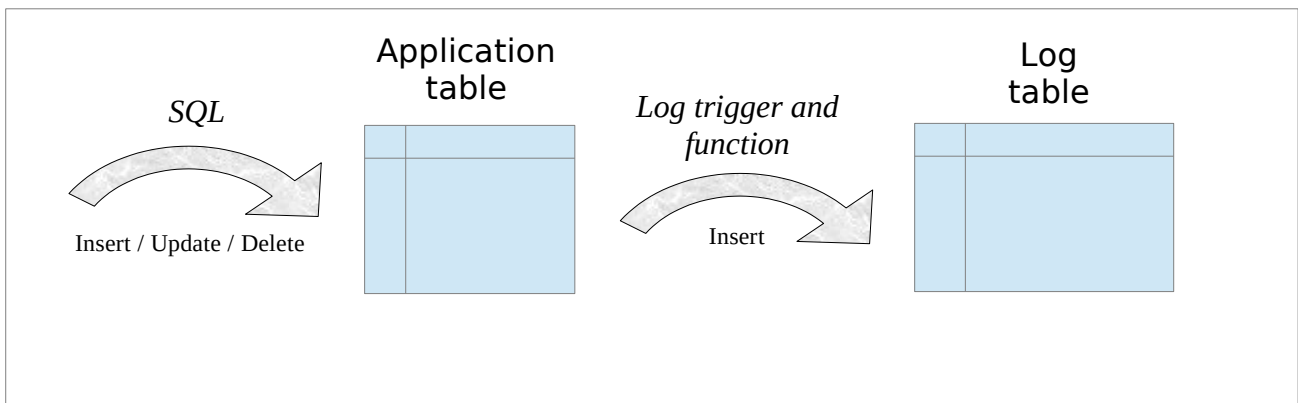 Application
table
SQL
Insert / Update / Delete
Log trigger and
function
Insert
Log
table